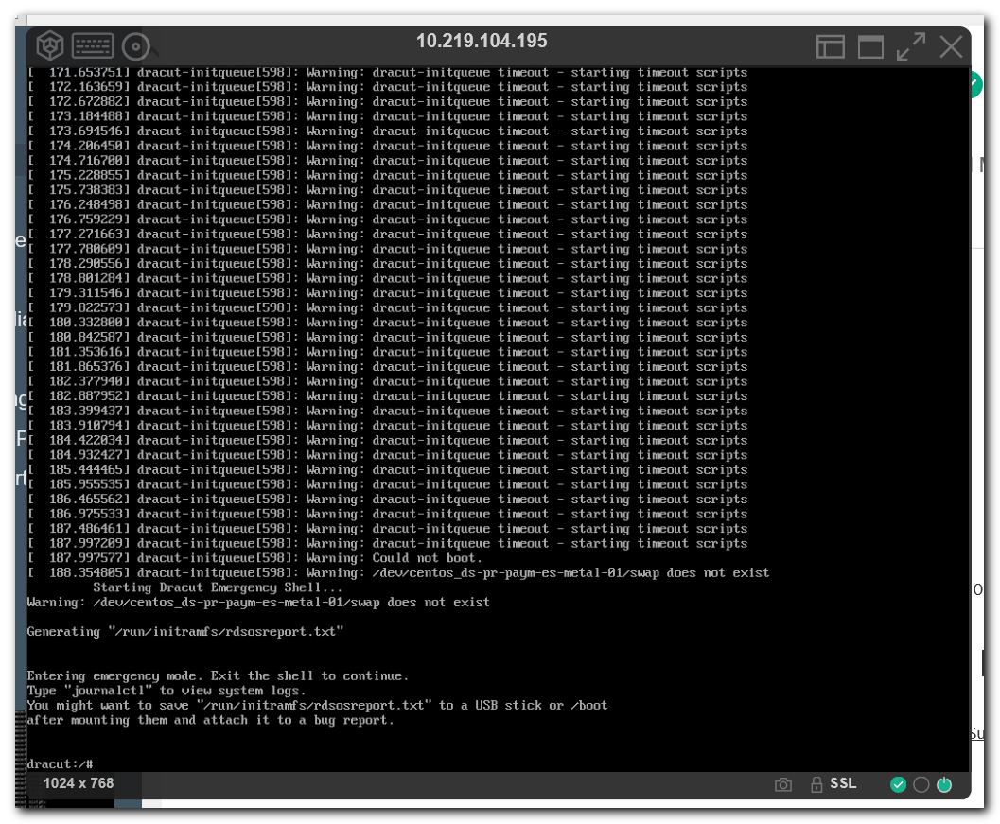 10.219.104.195
[  171.653751] dracut-initqueue[598]: Warning: dracut-initqueue timeout - starting timeout scripts
[  172.163659] dracut-initqueue[598]: Warning: dracut-initqueue timeout - starting timeout scripts
[  172.672882] dracut-initqueue[598]: Warning: dracut-initqueue timeout - starting timeout scripts
[  173.184488] dracut-initqueue[598]: Warning: dracut-initqueue timeout - starting timeout scripts
[  173.694546] dracut-initqueue[598]: Warning: dracut-initqueue timeout - starting timeout scripts
[  174.206450] dracut-initqueue[598]: Warning: dracut-initqueue timeout - starting timeout scripts
[  174.716700] dracut-initqueue[598]: Warning: dracut-initqueue timeout - starting timeout scripts
[  175.228855] dracut-initqueue[598]: Warning: dracut-initqueue timeout - starting timeout scripts
[  175.738383] dracut-initqueue[598]: Warning: dracut-initqueue timeout - starting timeout scripts
[  176.248498] dracut-initqueue[598]: Warning: dracut-initqueue timeout - starting timeout scripts
[  176.759229] dracut-initqueue[598]: Warning: dracut-initqueue timeout - starting timeout scripts
[  177.271663] dracut-initqueue[598]: Warning: dracut-initqueue timeout - starting timeout scripts
[  177.780609] dracut-initqueue[598]: Warning: dracut-initqueue timeout - starting timeout scripts
[  178.290556] dracut-initqueue[598]: Warning: dracut-initqueue timeout - starting timeout scripts
[  178.801284] dracut-initqueue[598]: Warning: dracut-initqueue timeout - starting timeout scripts
[  179.311546] dracut-initqueue[598]: Warning: dracut-initqueue timeout - starting timeout scripts
[  179.822573] dracut-initqueue[598]: Warning: dracut-initqueue timeout - starting timeout scripts
[  180.332800] dracut-initqueue[598]: Warning: dracut-initqueue timeout - starting timeout scripts
[  180.842587] dracut-initqueue[598]: Warning: dracut-initqueue timeout - starting timeout scripts
[  181.353616] dracut-initqueue[598]: Warning: dracut-initqueue timeout - starting timeout scripts
[  181.865376] dracut-initqueue[598]: Warning: dracut-initqueue timeout - starting timeout scripts
[  182.377940] dracut-initqueue[598]: Warning: dracut-initqueue timeout - starting timeout scripts
[  182.887952] dracut-initqueue[598]: Warning: dracut-initqueue timeout - starting timeout scripts
[  183.399437] dracut-initqueue[598]: Warning: dracut-initqueue timeout - starting timeout scripts
[  183.910794] dracut-initqueue[598]: Warning: dracut-initqueue timeout - starting timeout scripts
[  184.422034] dracut-initqueue[598]: Warning: dracut-initqueue timeout - starting timeout scripts
[  184.932427] dracut-initqueue[598]: Warning: dracut-initqueue timeout - starting timeout scripts
[  185.444465] dracut-initqueue[598]: Warning: dracut-initqueue timeout - starting timeout scripts
[  185.955535] dracut-initqueue[598]: Warning: dracut-initqueue timeout - starting timeout scripts
[  186.465562] dracut-initqueue[598]: Warning: dracut-initqueue timeout - starting timeout scripts
[  186.975533] dracut-initqueue[598]: Warning: dracut-initqueue timeout - starting timeout scripts
[  187.486461] dracut-initqueue[598]: Warning: dracut-initqueue timeout - starting timeout scripts
[  187.997209] dracut-initqueue[598]: Warning: dracut-initqueue timeout - starting timeout scripts
[  187.997577] dracut-initqueue[598]: Warning: Could not boot.
[  188.354805] dracut-initqueue[598]: Warning: /dev/centos_ds-pr-paym-es-metal-01/swap does not exist
Starting Dracut Emergency Shell...
Warning: /dev/centos_ds-pr-paym-es-metal-01/swap does not exist
Generating "/run/initramfs/rdsosreport.txt"
Entering emergency mode. Exit the shell to continue.
Type "journalctl" to view system logs.
You might want to save "/run/initramfs/rdsosreport.txt" to a USB stick or /boot
after mounting them and attach it to a bug report.
dracut:/#
1024 x 768
SSL